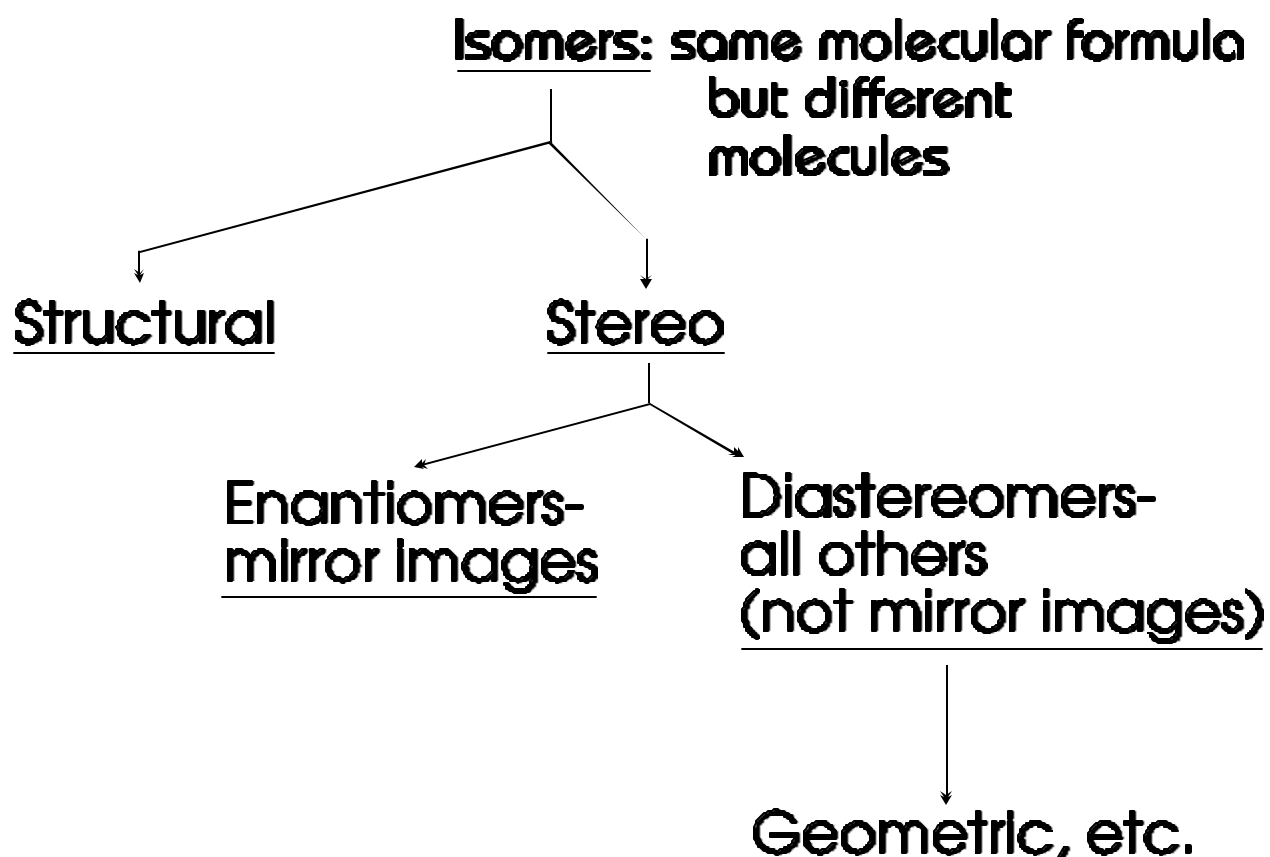 Isomers: same molecular formula
but different
molecules
Structural
Stereo
Enantiomers-
mirror images
Diastereomers-
all others
(not mirror images)
Geometric, etc.